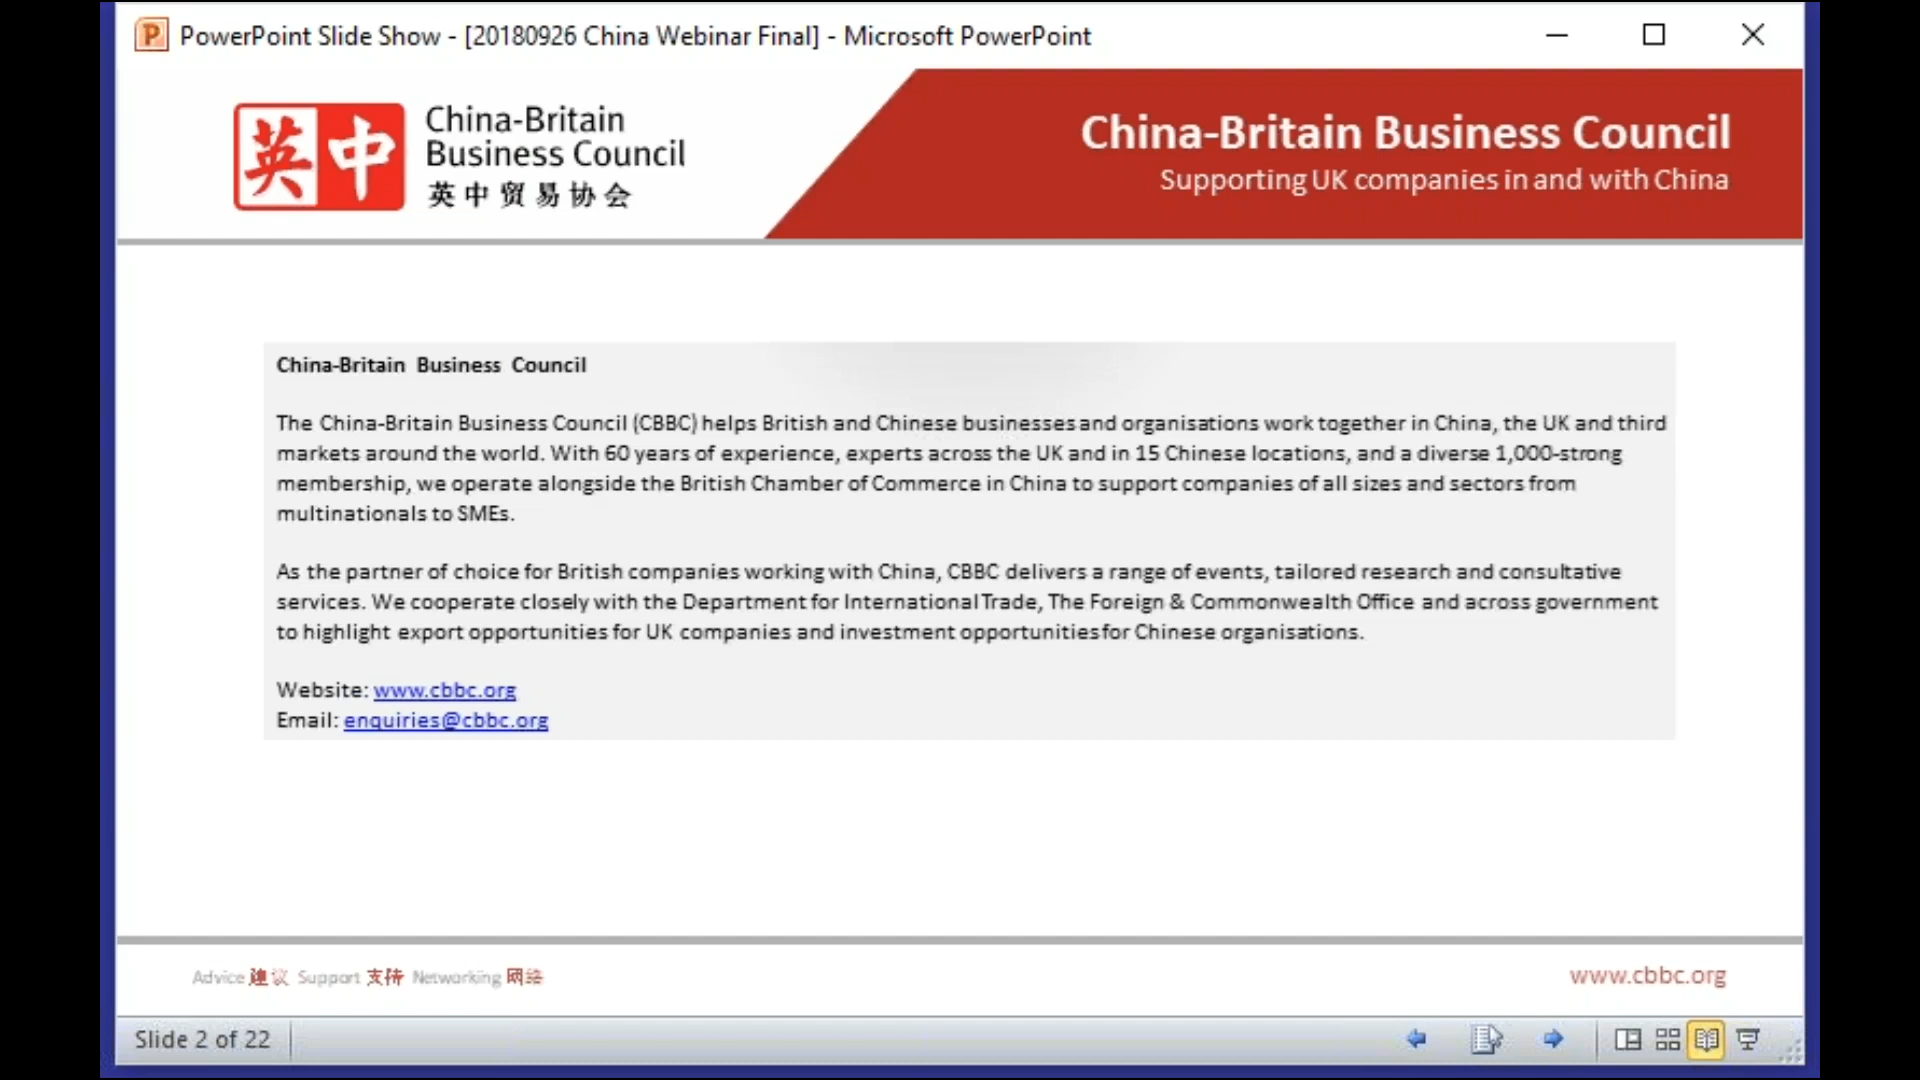 PowerPoint Slide Show - [20180926 China Webinar Final] - Microsoft PowerPoint
英中
China-Britain
Business Council
英中贸易协会
China-Britain Business Council
Supporting UK companies in and with China
China-Britain Business Council
The China-Britain Business Council (CBBC) helps British and Chinese businesses and organisations work together in China, the UK and third
markets around the world. With 60 years of experience, experts across the UK and in 15 Chinese locations, and a diverse 1,000-strong
membership, we operate alongside the British Chamber of Commerce in China to support companies of all sizes and sectors from
multinationals to SMEs.
As the partner of choice for British companies working with China, CBBC delivers a range of events, tailored research and consultative
services. We cooperate closely with the Department for International Trade, The Foreign & Commonwealth Office and across government
to highlight export opportunities for UK companies and investment opportunities for Chinese organisations.
Website: www.cbbc.org
Email: enquiries@cbbc.org
Advice 建议 Support 支持 Networking 网络
www.cbbc.org
Slide 2 of 22